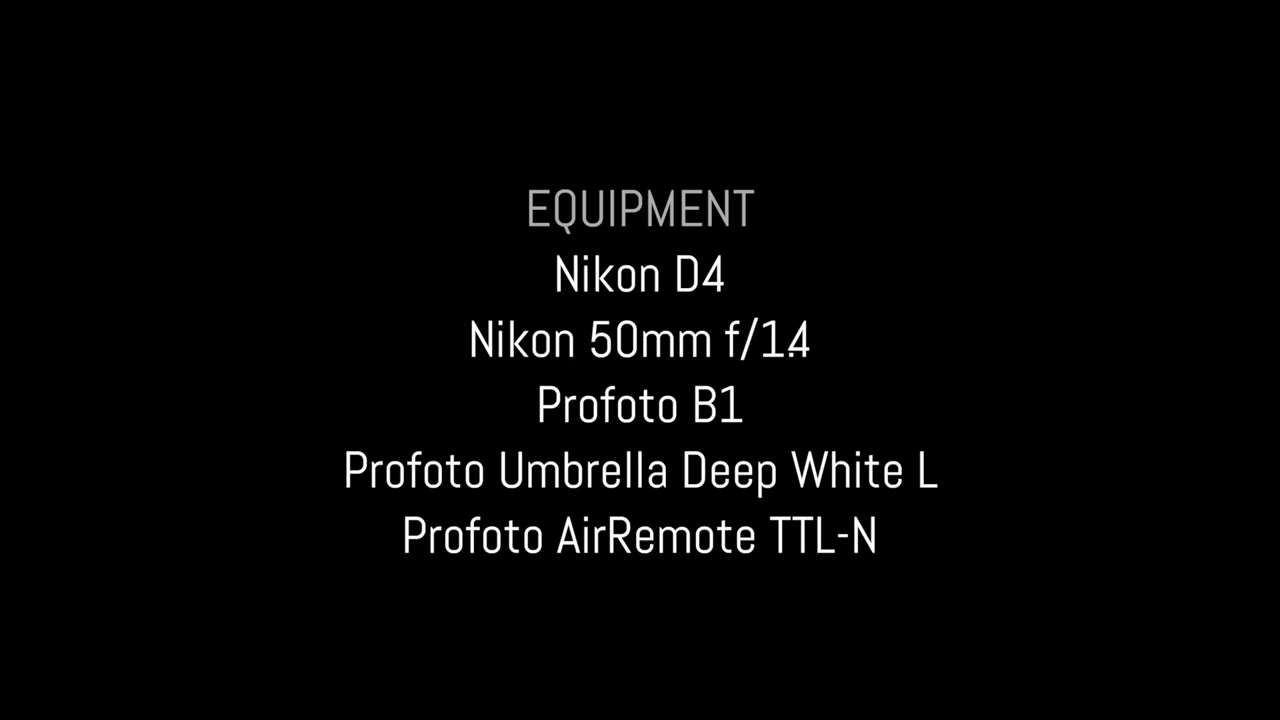 EQUIPMENT
Nikon D4
Nikon 50mm f/1.4
Profoto B1
Profoto Umbrella Deep White L
Profoto AirRemote TTL-N